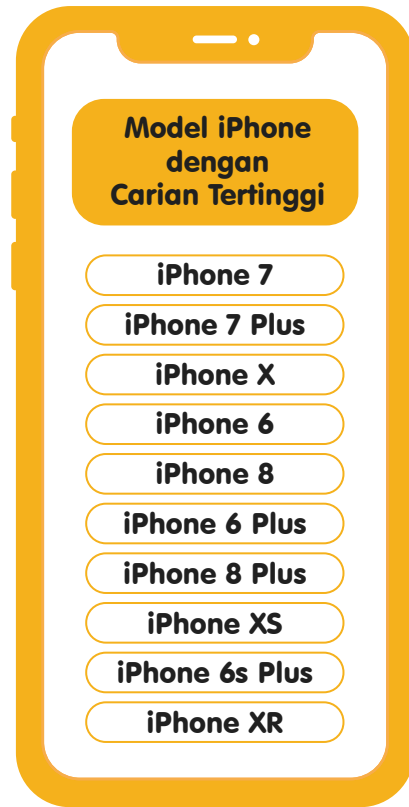 Model iPhone
dengan
Carian Tertinggi
iPhone 7
iPhone 7 Plus
iPhone X
iPhone 6
iPhone 8
iPhone 6 Plus
iPhone 8 Plus
iPhone XS
iPhone 6s Plus
iPhone XR